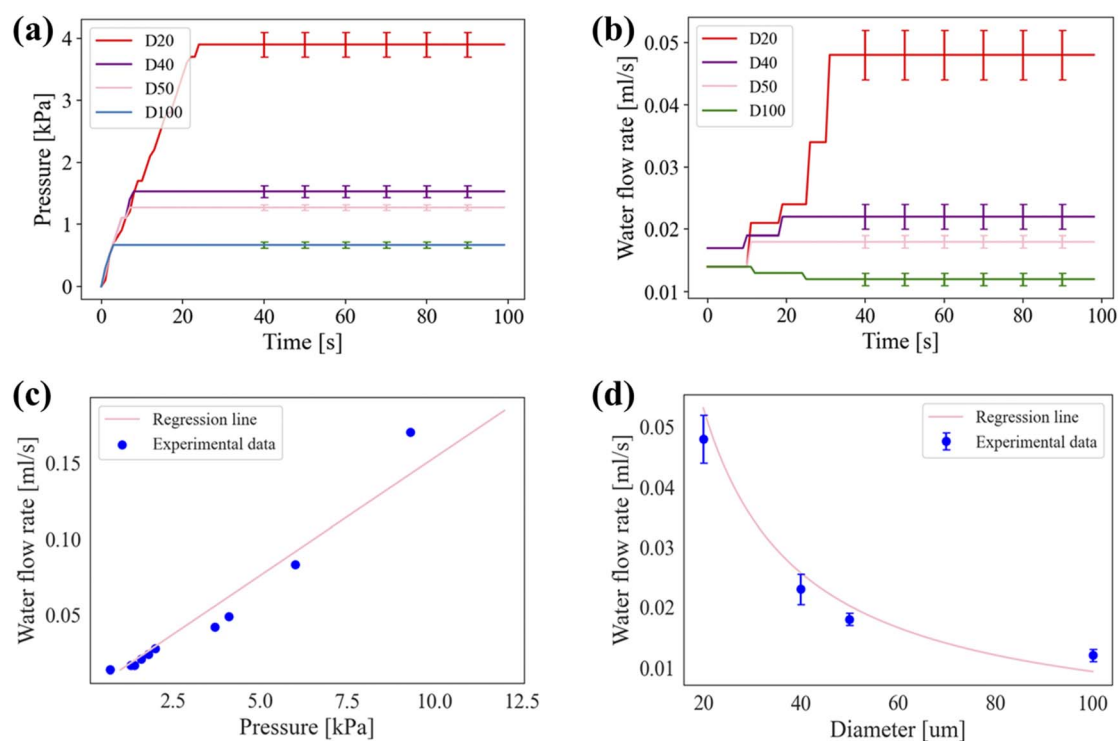 (a)
D20
D40
D50
D100
Pressure [kPa]
4
3
2
1
0
0 20 40 60 80 100
Time [s]
(b)
D20
D40
D50
D100
Water flow rate [ml/s]
0.05
0.04
0.03
0.02
0.01
0 20 40 60 80 100
Time [s]
(c)
Regression line
Experimental data
Water flow rate [ml/s]
0.15
0.10
0.05
2.5 5.0 7.5 10.0 12.5
Pressure [kPa]
(d)
Regression line
Experimental data
Water flow rate [ml/s]
0.05
0.04
0.03
0.02
0.01
20 40 60 80 100
Diameter [um]